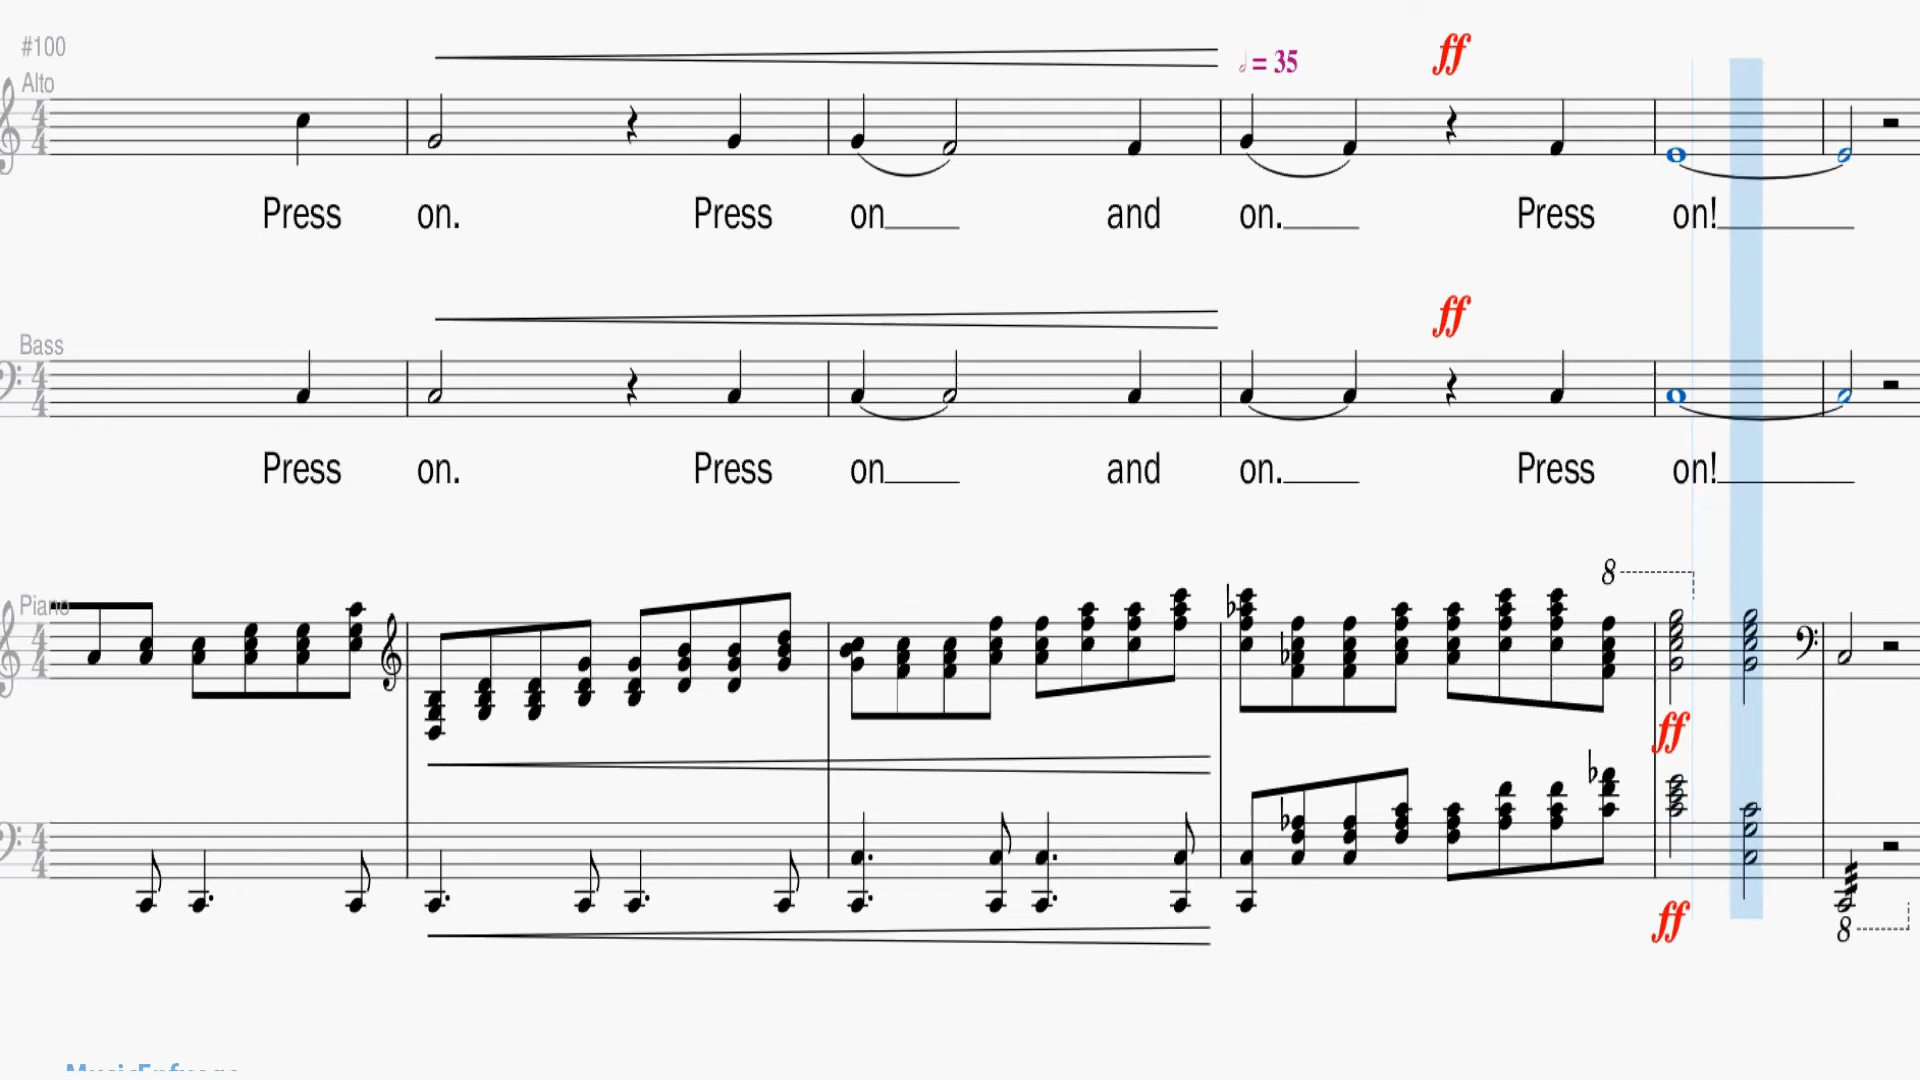 #100
𝅗𝅥 = 35
ff
Alto
Press on. Press on and on. Press on!
ff
Bass
Press on. Press on and on. Press on!
8
Piano
ff
ff
8
MusicEnfuego